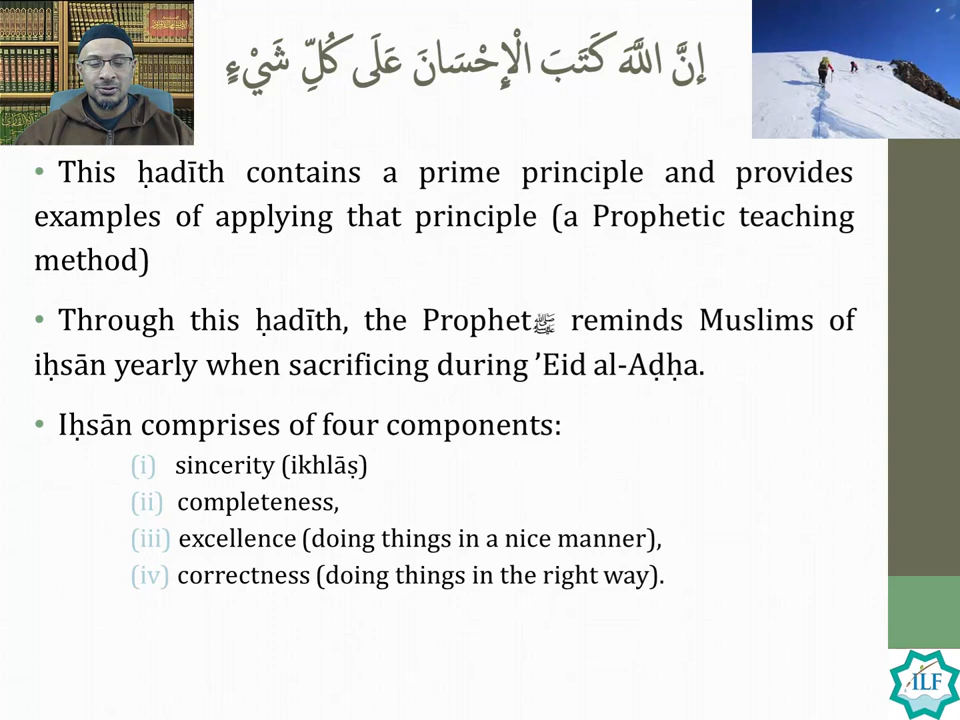 إِنَّ اللَّهَ كَتَبَ الْإِحْسَانَ عَلَى كُلِّ شَيْءٍ
• This ḥadīth contains a prime principle and provides
examples of applying that principle (a Prophetic teaching
method)
• Through this ḥadīth, the Prophetﷺ reminds Muslims of
iḥsān yearly when sacrificing during ’Eid al-Aḍḥa.
• Iḥsān comprises of four components:
(i) sincerity (ikhlāṣ)
(ii) completeness,
(iii) excellence (doing things in a nice manner),
(iv) correctness (doing things in the right way).
ILF